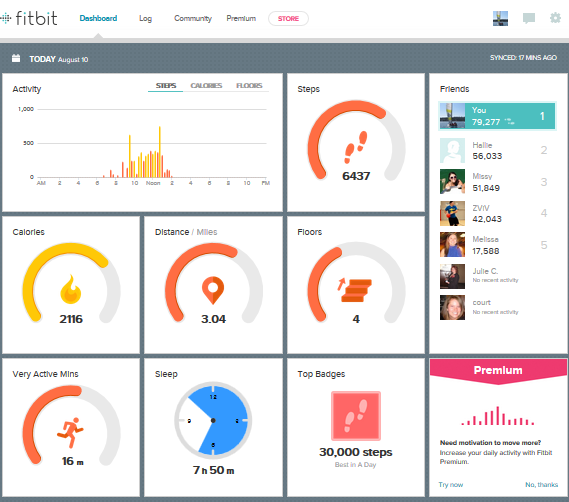 fitbit
Dashboard Log Community Premium STORE
TODAY August 10
SYNCED: 17 MINS AGO
Activity
STEPS CALORIES FLOORS
1,000
500
0
AM 2 4 6 8 10 Noon 2 4 6 8 10 PM
Steps
6437
Friends
You
79,277
1
Hallie
56,033
2
Missy
51,849
3
ZViV
42,043
4
Melissa
17,588
5
Julie C.
No recent activity
court
No recent activity
Calories
2116
Distance / Miles
3.04
Floors
4
Very Active Mins
16 m
Sleep
12
3
6
9
7 h 50 m
Top Badges
30,000 steps
Best in A Day
Premium
Need motivation to move more?
Increase your daily activity with Fitbit
Premium.
Try now
No, thanks